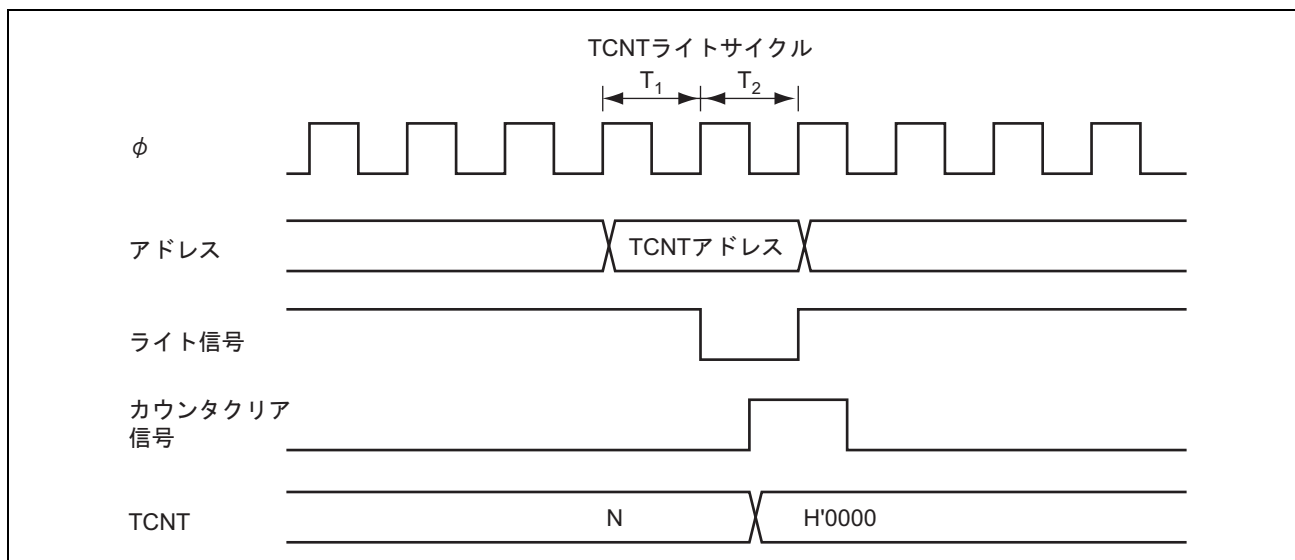 TCNTライトサイクル
T1 T2
φ
アドレス TCNTアドレス
ライト信号
カウンタクリア
信号
TCNT N H'0000